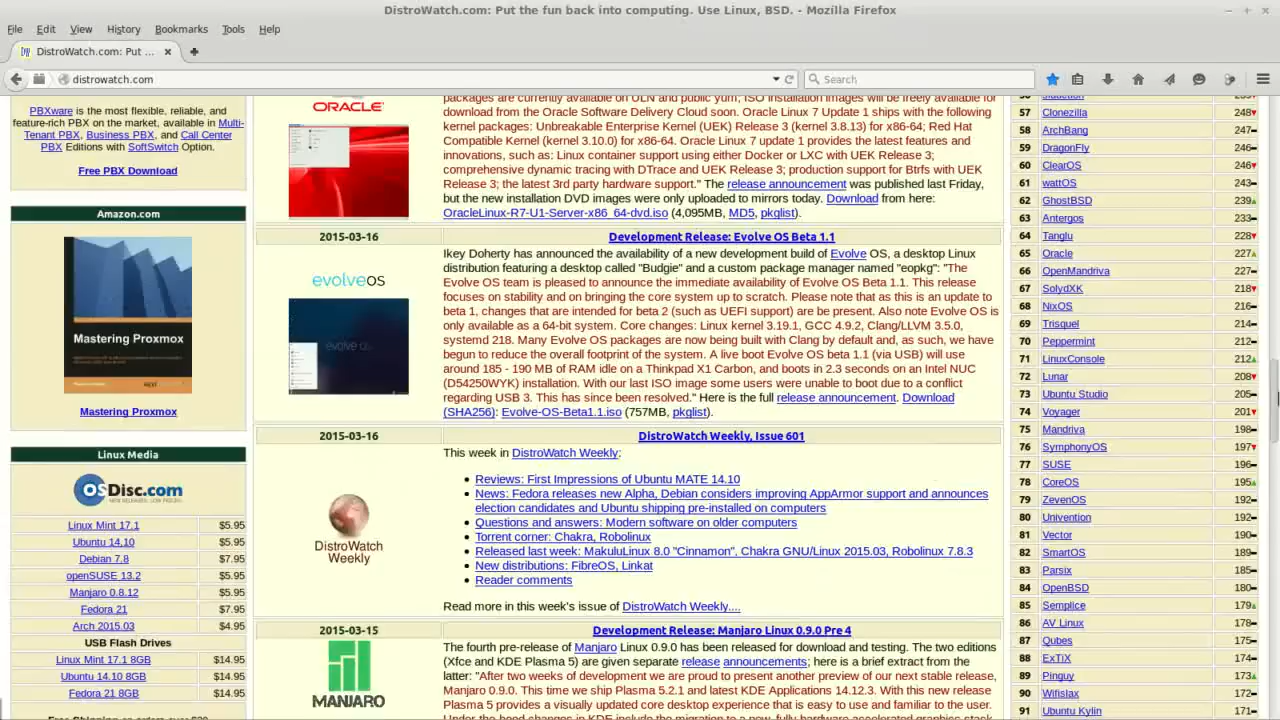 DistroWatch.com: Put the fun back into computing. Use Linux, BSD. - Mozilla Firefox
File Edit View History Bookmarks Tools Help
DistroWatch.com: Put ...
distrowatch.com
Search
PBXware is the most flexible, reliable, and
feature-rich PBX on the market, available in Multi-
Tenant PBX, Business PBX, and Call Center
PBX Editions with SoftSwitch Option.
Free PBX Download
Amazon.com
Mastering Proxmox
Mastering Proxmox
Linux Media
OSDisc.com
Linux Mint 17.1 $5.95
Ubuntu 14.10 $5.95
Debian 7.8 $7.95
openSUSE 13.2 $5.95
Manjaro 0.8.12 $5.95
Fedora 21 $7.95
Arch 2015.03 $4.95
USB Flash Drives
Linux Mint 17.1 8GB $14.95
Ubuntu 14.10 8GB $14.95
Fedora 21 8GB $14.95
ORACLE
packages are currently available on ULN and public yum, ISO installation images will be freely available for
download from the Oracle Software Delivery Cloud soon. Oracle Linux 7 Update 1 ships with the following
kernel packages: Unbreakable Enterprise Kernel (UEK) Release 3 (kernel 3.8.13) for x86-64; Red Hat
Compatible Kernel (kernel 3.10.0) for x86-64. Oracle Linux 7 update 1 provides the latest features and
innovations, such as: Linux container support using either Docker or LXC with UEK Release 3;
comprehensive dynamic tracing with DTrace and UEK Release 3; production support for Btrfs with UEK
Release 3; the latest 3rd party hardware support." The release announcement was published last Friday,
but the new installation DVD images were only uploaded to mirrors today. Download from here:
OracleLinux-R7-U1-Server-x86_64-dvd.iso (4,095MB, MD5, pkglist).
2015-03-16 Development Release: Evolve OS Beta 1.1
evolveOS
evolve os
Ikey Doherty has announced the availability of a new development build of Evolve OS, a desktop Linux
distribution featuring a desktop called "Budgie" and a custom package manager named "eopkg": "The
Evolve OS team is pleased to announce the immediate availability of Evolve OS Beta 1.1. This release
focuses on stability and on bringing the core system up to scratch. Please note that as this is an update to
beta 1, changes that are intended for beta 2 (such as UEFI support) are be present. Also note Evolve OS is
only available as a 64-bit system. Core changes: Linux kernel 3.19.1, GCC 4.9.2, Clang/LLVM 3.5.0,
systemd 218. Many Evolve OS packages are now being built with Clang by default and, as such, we have
begun to reduce the overall footprint of the system. A live boot Evolve OS beta 1.1 (via USB) will use
around 185 - 190 MB of RAM idle on a Thinkpad X1 Carbon, and boots in 2.3 seconds on an Intel NUC
(D54250WYK) installation. With our last ISO image some users were unable to boot due to a conflict
regarding USB 3. This has since been resolved." Here is the full release announcement. Download
(SHA256): Evolve-OS-Beta1.1.iso (757MB, pkglist).
2015-03-16 DistroWatch Weekly, Issue 601
DistroWatch
Weekly
This week in DistroWatch Weekly:
Reviews: First Impressions of Ubuntu MATE 14.10
News: Fedora releases new Alpha, Debian considers improving AppArmor support and announces
election candidates and Ubuntu shipping pre-installed on computers
Questions and answers: Modern software on older computers
Torrent corner: Chakra, Robolinux
Released last week: MakuluLinux 8.0 "Cinnamon", Chakra GNU/Linux 2015.03, Robolinux 7.8.3
New distributions: FibreOS, Linkat
Reader comments
Read more in this week's issue of DistroWatch Weekly....
2015-03-15 Development Release: Manjaro Linux 0.9.0 Pre 4
MANJARO
The fourth pre-release of Manjaro Linux 0.9.0 has been released for download and testing. The two editions
(Xfce and KDE Plasma 5) are given separate release announcements; here is a brief extract from the
latter: "After two weeks of development we are proud to present another preview of our next stable release,
Manjaro 0.9.0. This time we ship Plasma 5.2.1 and latest KDE Applications 14.12.3. With this new release
Plasma 5 provides a visually updated core desktop experience that is easy to use and familiar to the user.
57 Clonezilla 248
58 ArchBang 247
59 DragonFly 246
60 ClearOS 246
61 wattOS 243
62 GhostBSD 239
63 Antergos 233
64 Tanglu 228
65 Oracle 227
66 OpenMandriva 227
67 SolydXK 218
68 NixOS 216
69 Trisquel 214
70 Peppermint 212
71 LinuxConsole 212
72 Lunar 208
73 Ubuntu Studio 205
74 Voyager 201
75 Mandriva 198
76 SymphonyOS 197
77 SUSE 196
78 CoreOS 195
79 ZevenOS 192
80 Univention 192
81 Vector 190
82 SmartOS 189
83 Parsix 185
84 OpenBSD 180
85 Semplice 179
86 AV Linux 178
87 Qubes 175
88 ExTiX 174
89 Pinguy 173
90 Wifislax 172
91 Ubuntu Kylin 171